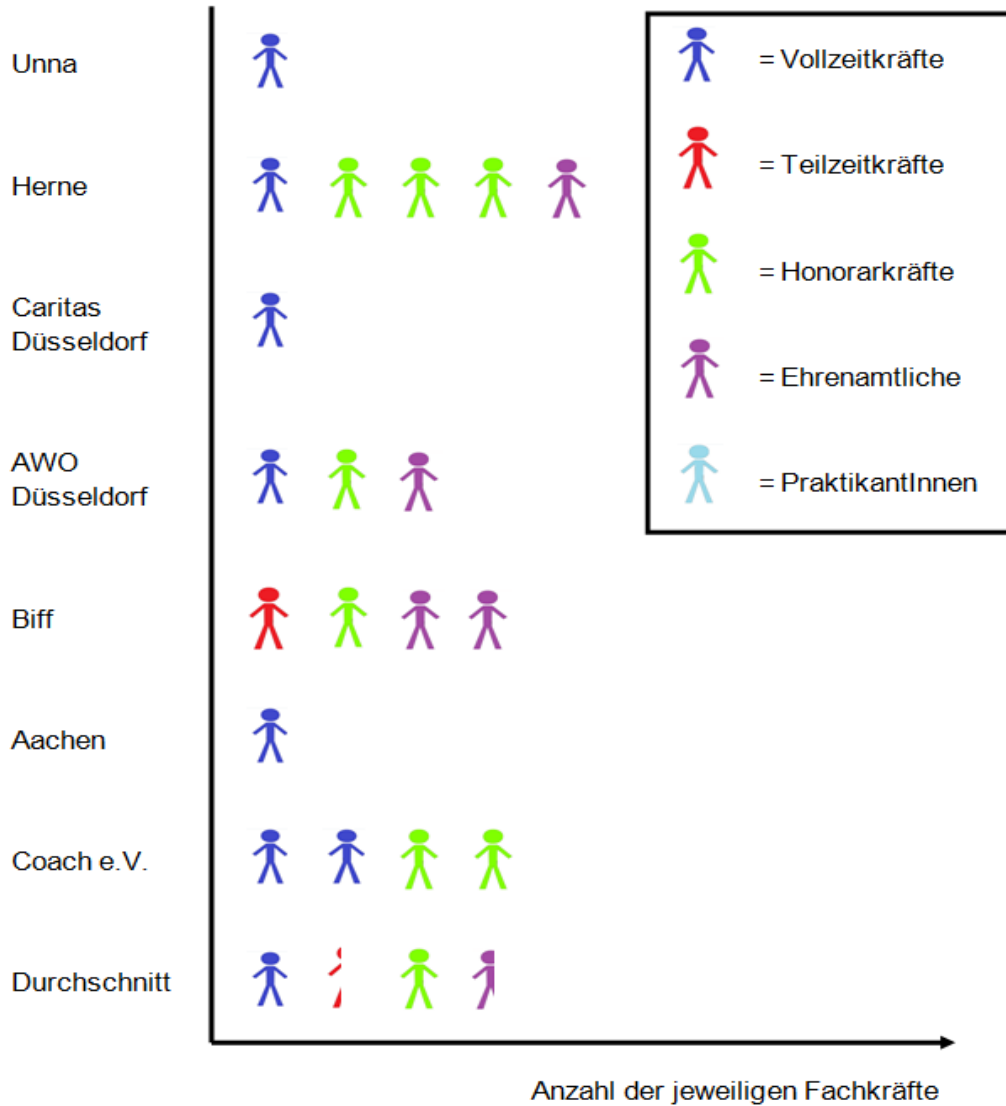 Unna
Herne
Caritas
Düsseldorf
AWO
Düsseldorf
Biff
Aachen
Coach e.V.
Durchschnitt
= Vollzeitkräfte
= Teilzeitkräfte
= Honorarkräfte
= Ehrenamtliche
= PraktikantInnen
Anzahl der jeweiligen Fachkräfte